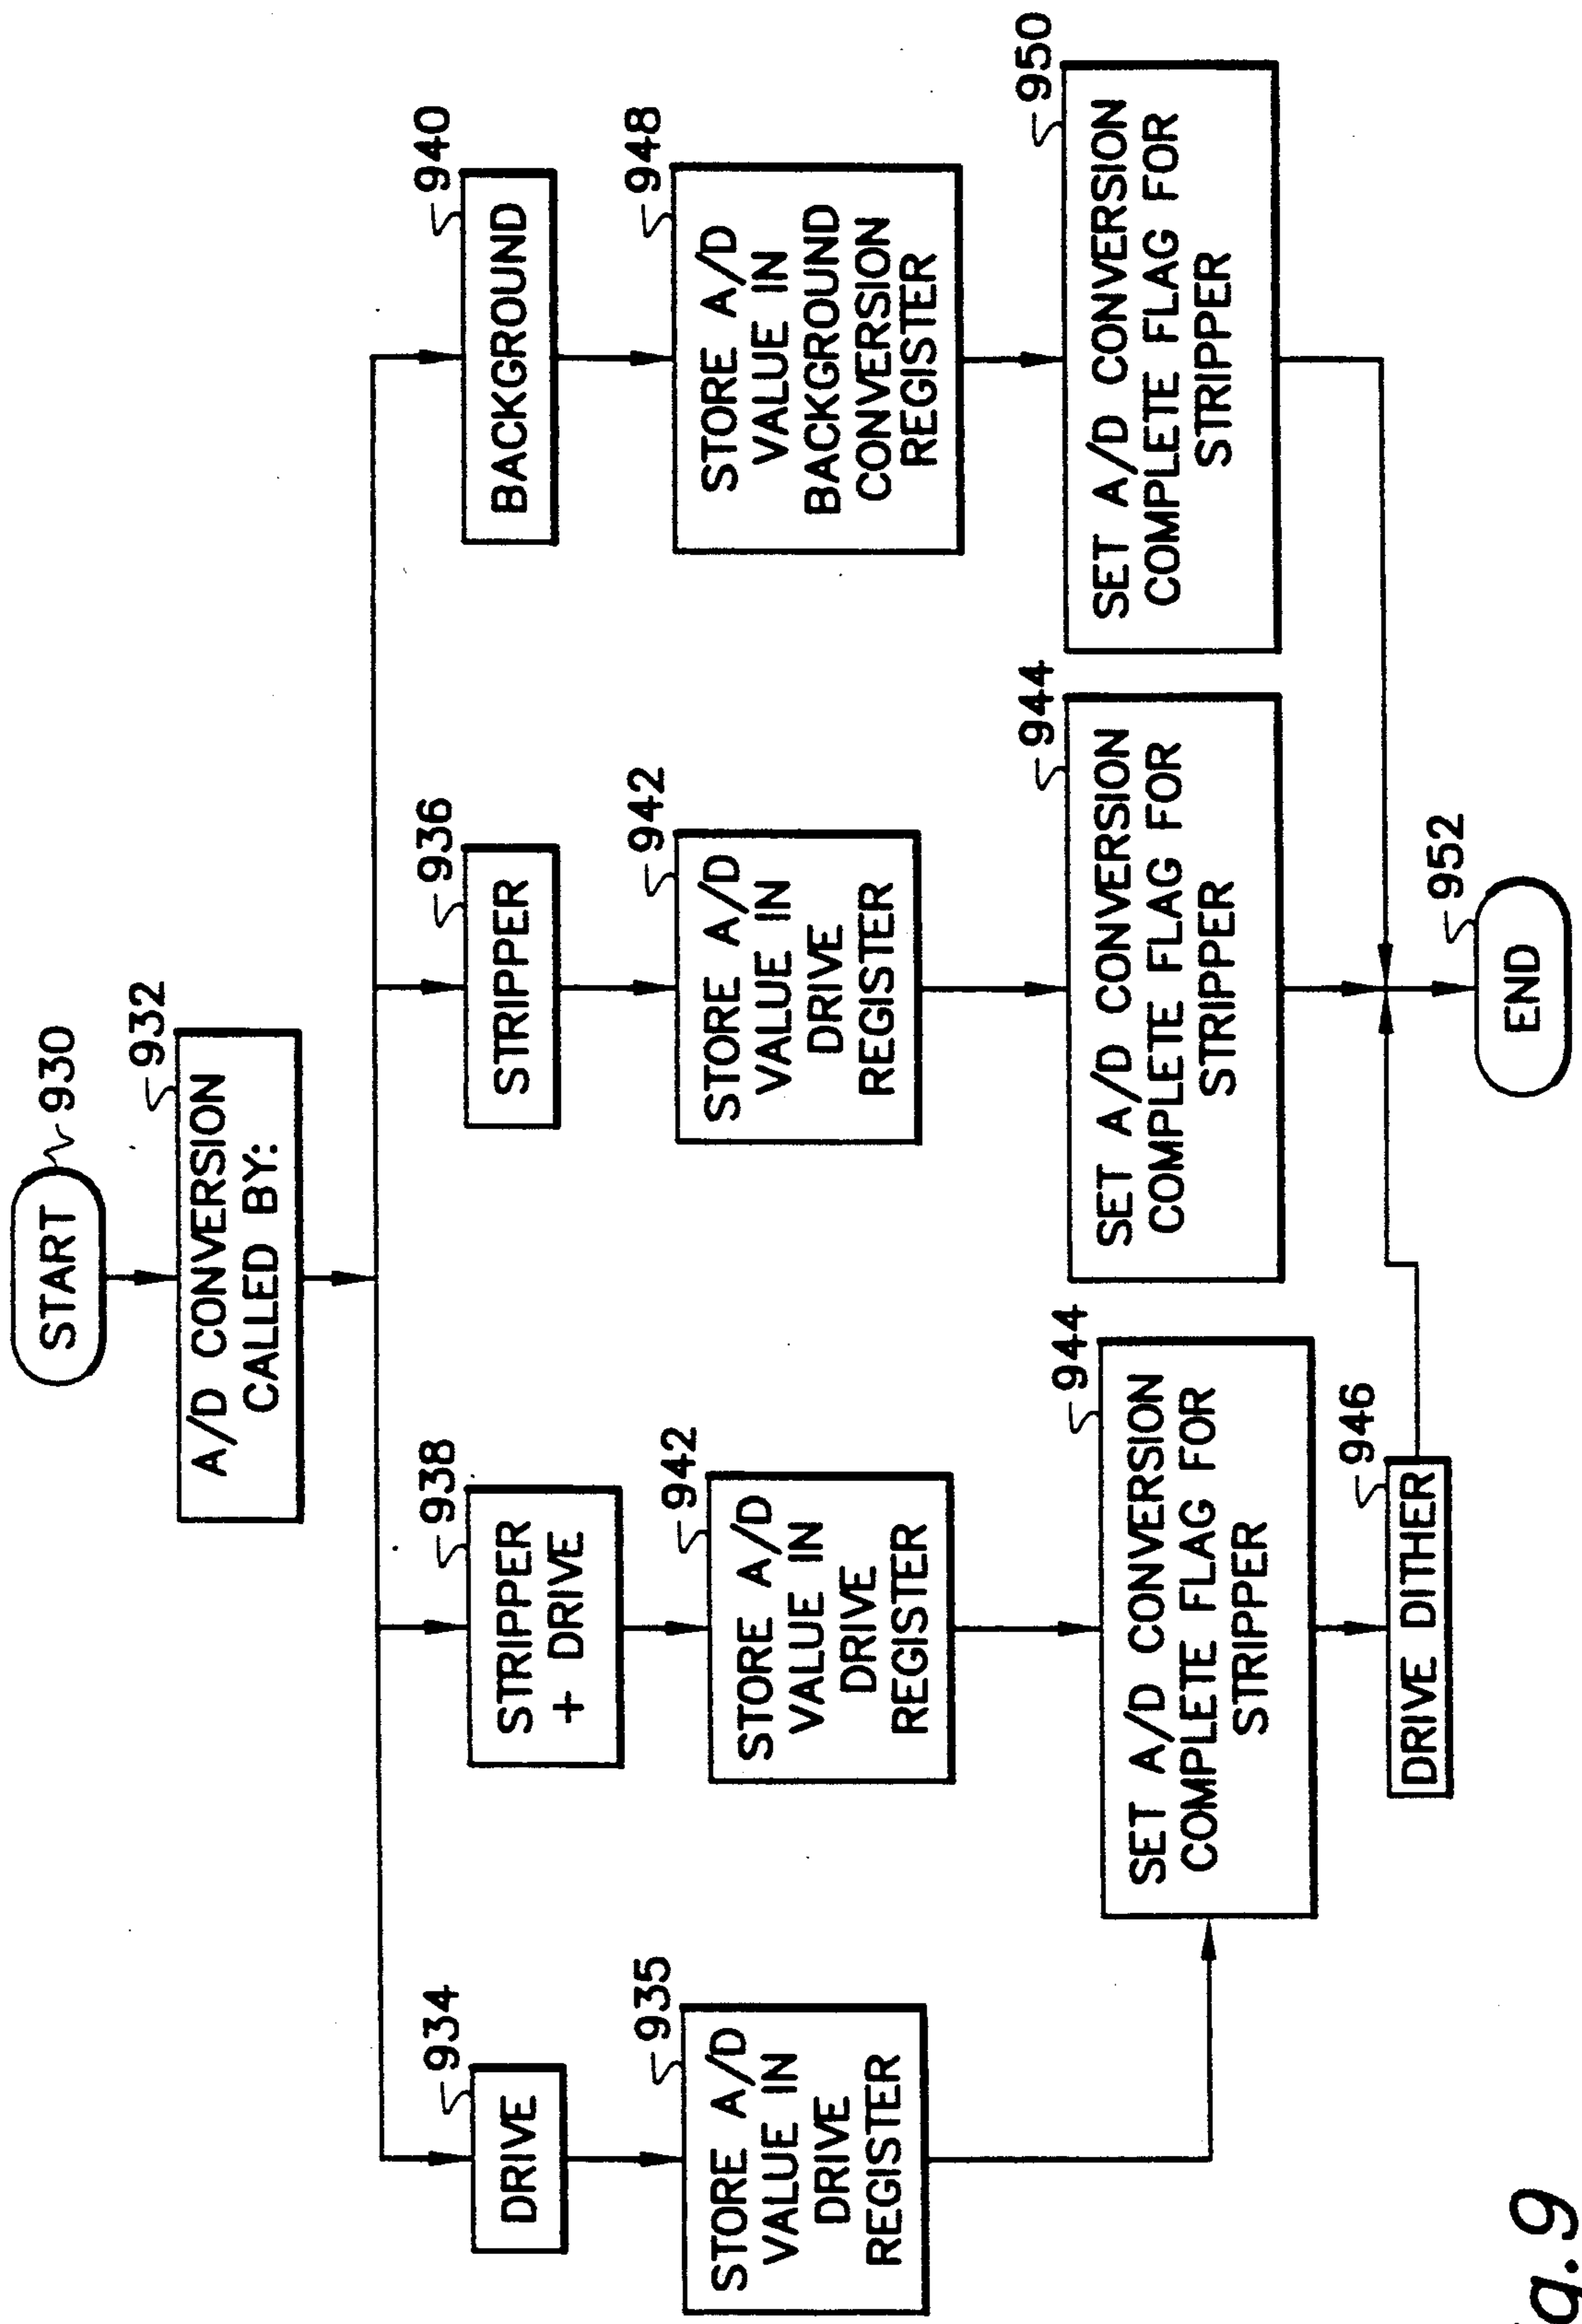 START
930
A/D CONVERSION
CALLED BY:
932
DRIVE
934
STRIPPER
+ DRIVE
938
STRIPPER
936
BACKGROUND
940
STORE A/D
VALUE IN
DRIVE
REGISTER
935
STORE A/D
VALUE IN
DRIVE
REGISTER
942
STORE A/D
VALUE IN
DRIVE
REGISTER
942
STORE A/D
VALUE IN
BACKGROUND
CONVERSION
REGISTER
948
SET A/D CONVERSION
COMPLETE FLAG FOR
STRIPPER
944
SET A/D CONVERSION
COMPLETE FLAG FOR
STRIPPER
944
SET A/D CONVERSION
COMPLETE FLAG FOR
STRIPPER
950
DRIVE DITHER
946
END
952
ig.9